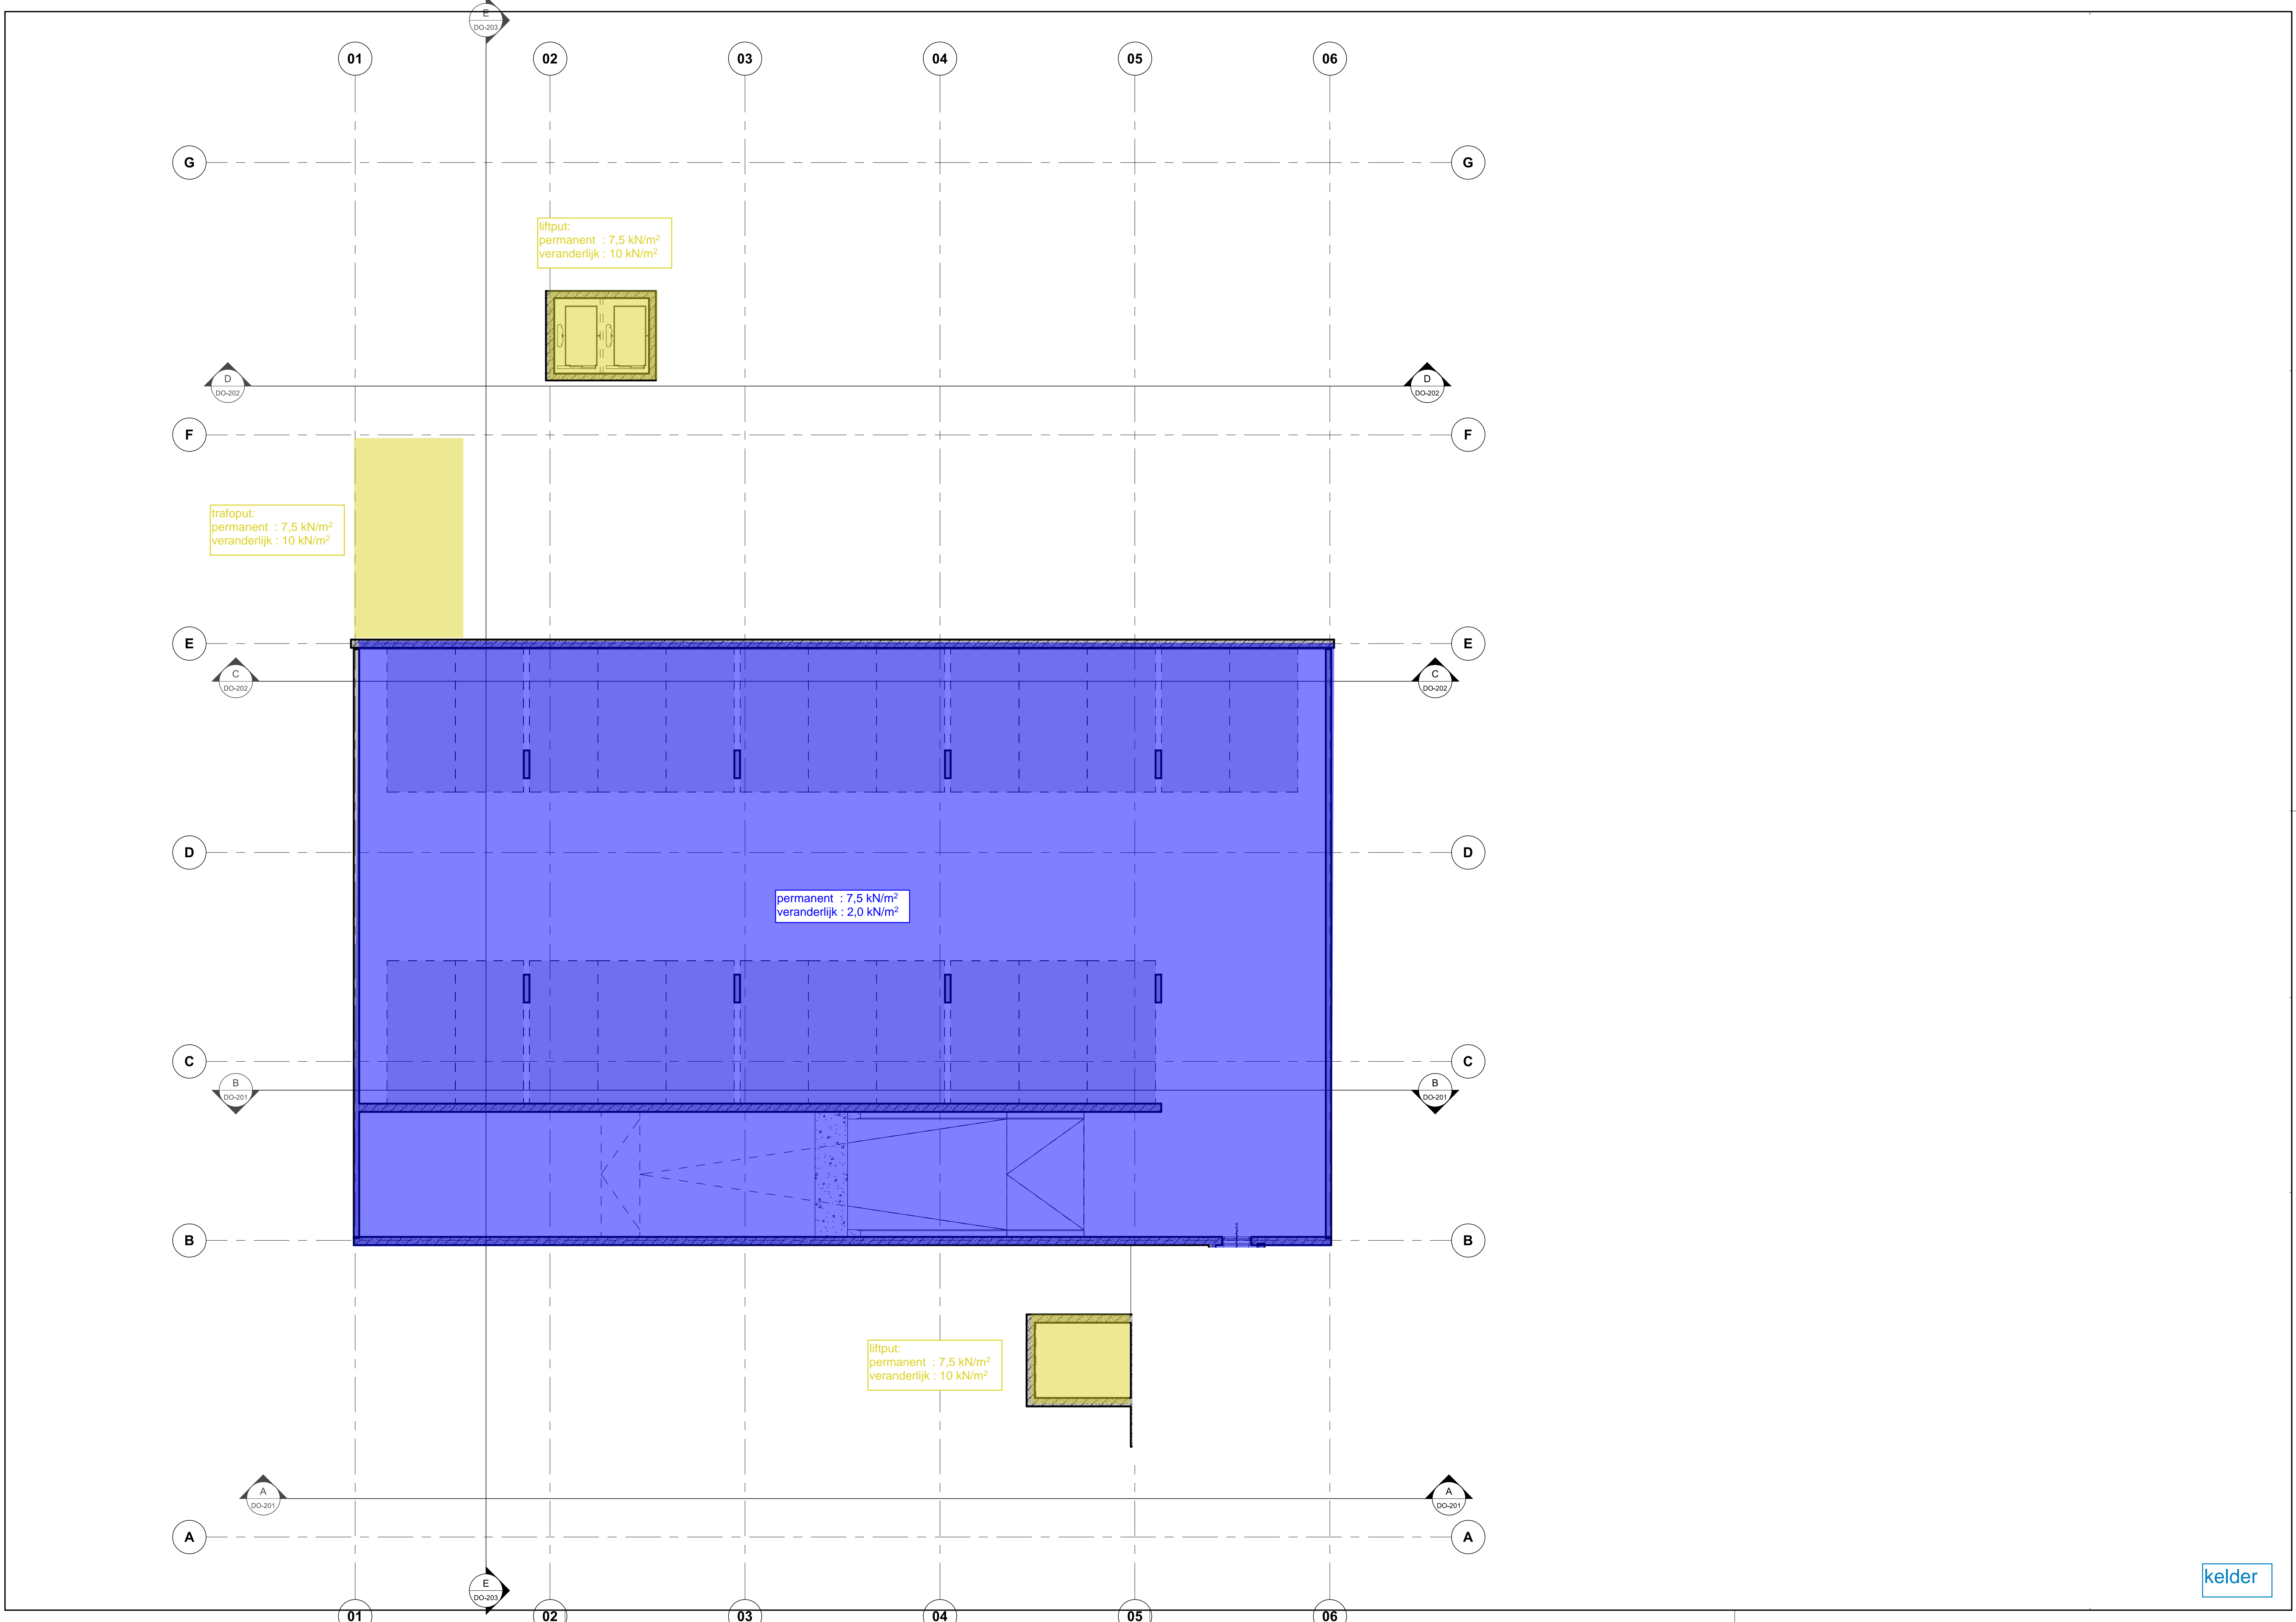 E
DO-203
01
02
03
04
05
06
G
G
liftput:
permanent : 7,5 kN/m²
veranderlijk : 10 kN/m²
D
DO-202
D
DO-202
F
F
trafoput:
permanent : 7,5 kN/m²
veranderlijk : 10 kN/m²
E
E
C
DO-202
C
DO-202
D
D
permanent : 7,5 kN/m²
veranderlijk : 2,0 kN/m²
C
C
B
DO-201
B
DO-201
B
B
liftput:
permanent : 7,5 kN/m²
veranderlijk : 10 kN/m²
A
DO-201
A
DO-201
A
A
E
DO-203
kelder
01
02
03
04
05
06